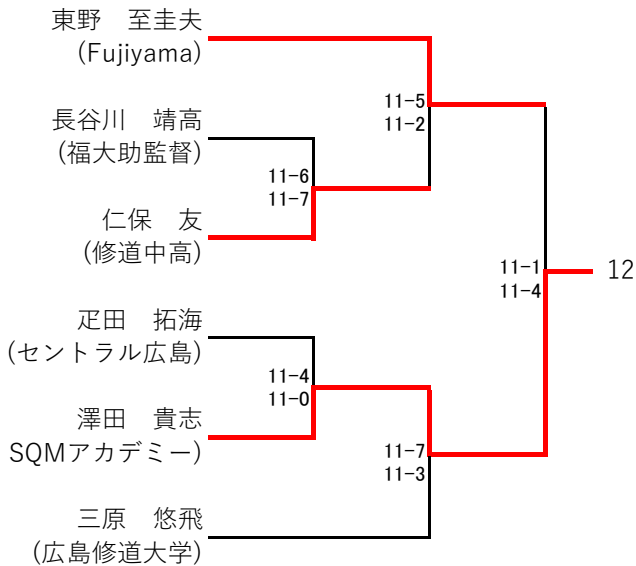 東野　至圭夫
(Fujiyama)
11-5
11-2
長谷川　靖高
(福大助監督)
11-6
11-7
仁保　友
(修道中高)
11-1
11-4
12
疋田　拓海
(セントラル広島)
11-4
11-0
澤田　貴志
SQMアカデミー)
11-7
11-3
三原　悠飛
(広島修道大学)